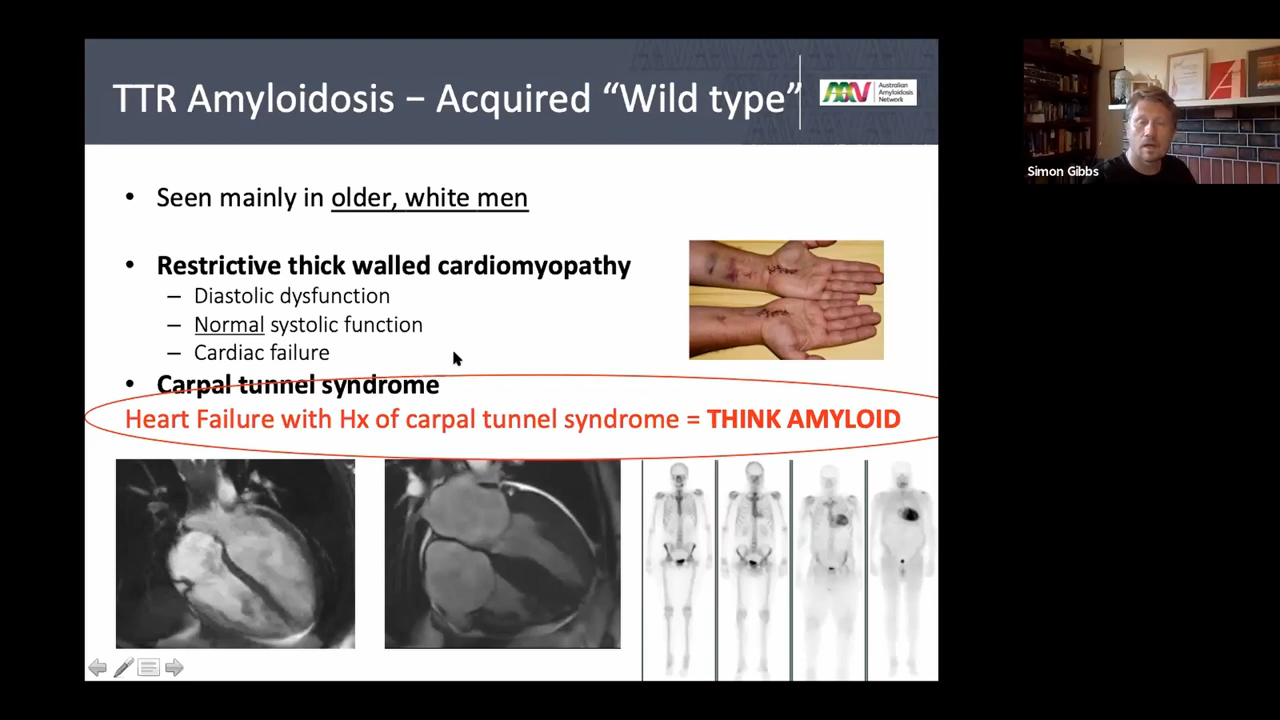 TTR Amyloidosis – Acquired “Wild type”
Australian
Amyloidosis
Network
Simon Gibbs
• Seen mainly in older, white men
• Restrictive thick walled cardiomyopathy
– Diastolic dysfunction
– Normal systolic function
– Cardiac failure
• Carpal tunnel syndrome
Heart Failure with Hx of carpal tunnel syndrome = THINK AMYLOID